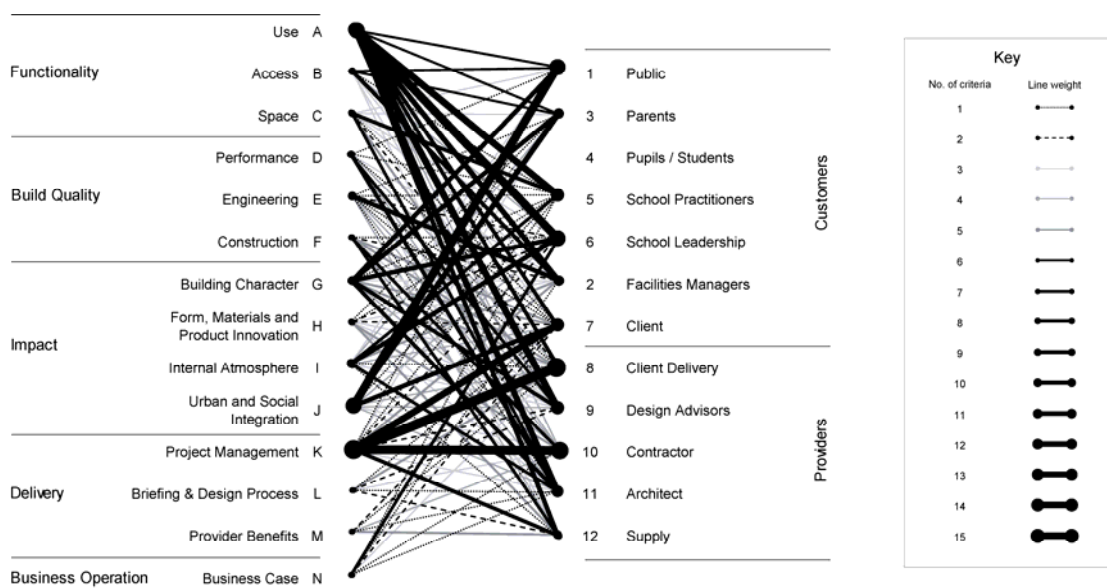 Use A
Functionality
Access B
Space C
Performance D
Build Quality
Engineering E
Construction F
Building Character G
Form, Materials and
Product Innovation H
Impact
Internal Atmosphere I
Urban and Social
Integration J
Project Management K
Delivery
Briefing & Design Process L
Provider Benefits M
Business Operation
Business Case N
1 Public
3 Parents
4 Pupils / Students
5 School Practitioners
6 School Leadership
2 Facilities Managers
7 Client
Customers
8 Client Delivery
9 Design Advisors
10 Contractor
11 Architect
12 Supply
Providers
Key
No. of criteria Line weight
1
2
3
4
5
6
7
8
9
10
11
12
13
14
15